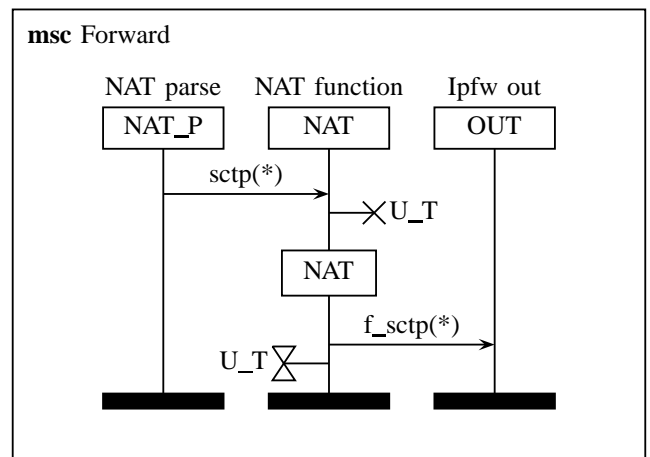 msc Forward
NAT parse NAT function Ipfw out
NAT_P NAT OUT
sctp(*)
U_T
NAT
f_sctp(*)
U_T